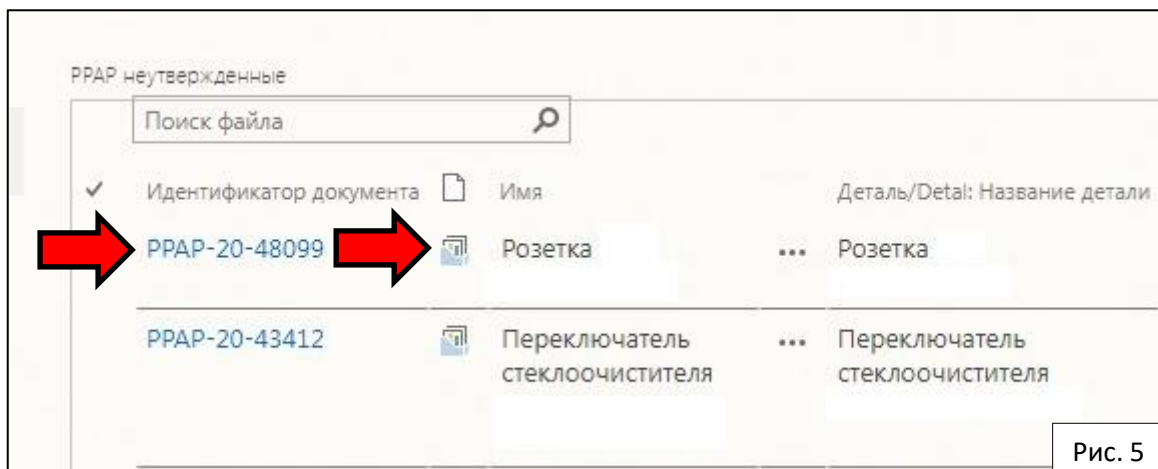 PPAP неутвержденные
Поиск файла
Идентификатор документа Имя Деталь/Detal: Название детали
PPAP-20-48099 Розетка ... Розетка
PPAP-20-43412 Переключатель ... Переключатель
стеклоочистителя стеклоочистителя
Рис. 5